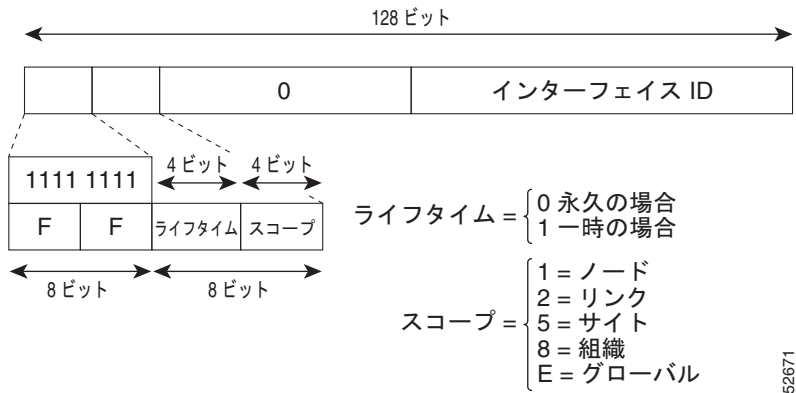 128 ビット
0
インターフェイス ID
4 ビット
4 ビット
1111 1111
F
F
ライフタイム
スコープ
8 ビット
8 ビット
ライフタイム =
0 永久の場合
1 一時の場合
スコープ =
1 = ノード
2 = リンク
5 = サイト
8 = 組織
E = グローバル
52671